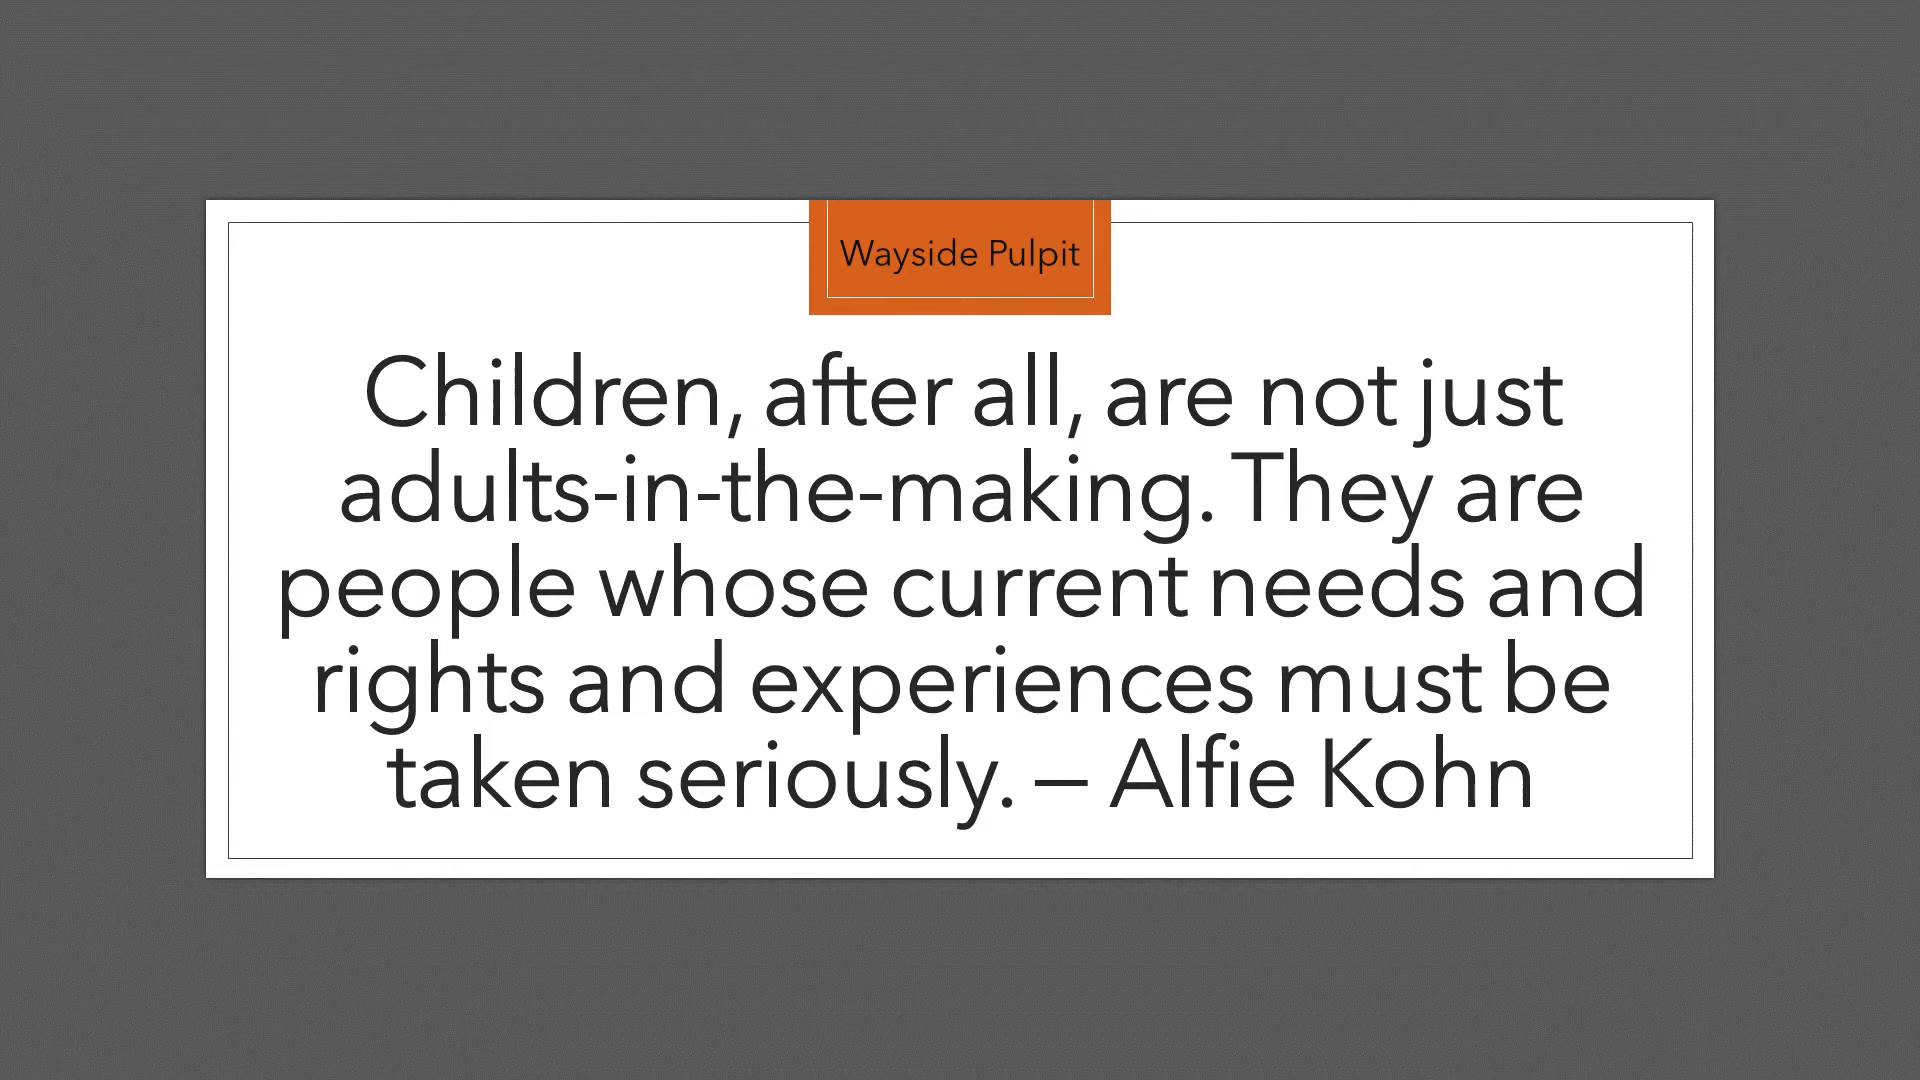 Wayside Pulpit
Children, after all, are not just
adults-in-the-making. They are
people whose current needs and
rights and experiences must be
taken seriously. — Alfie Kohn